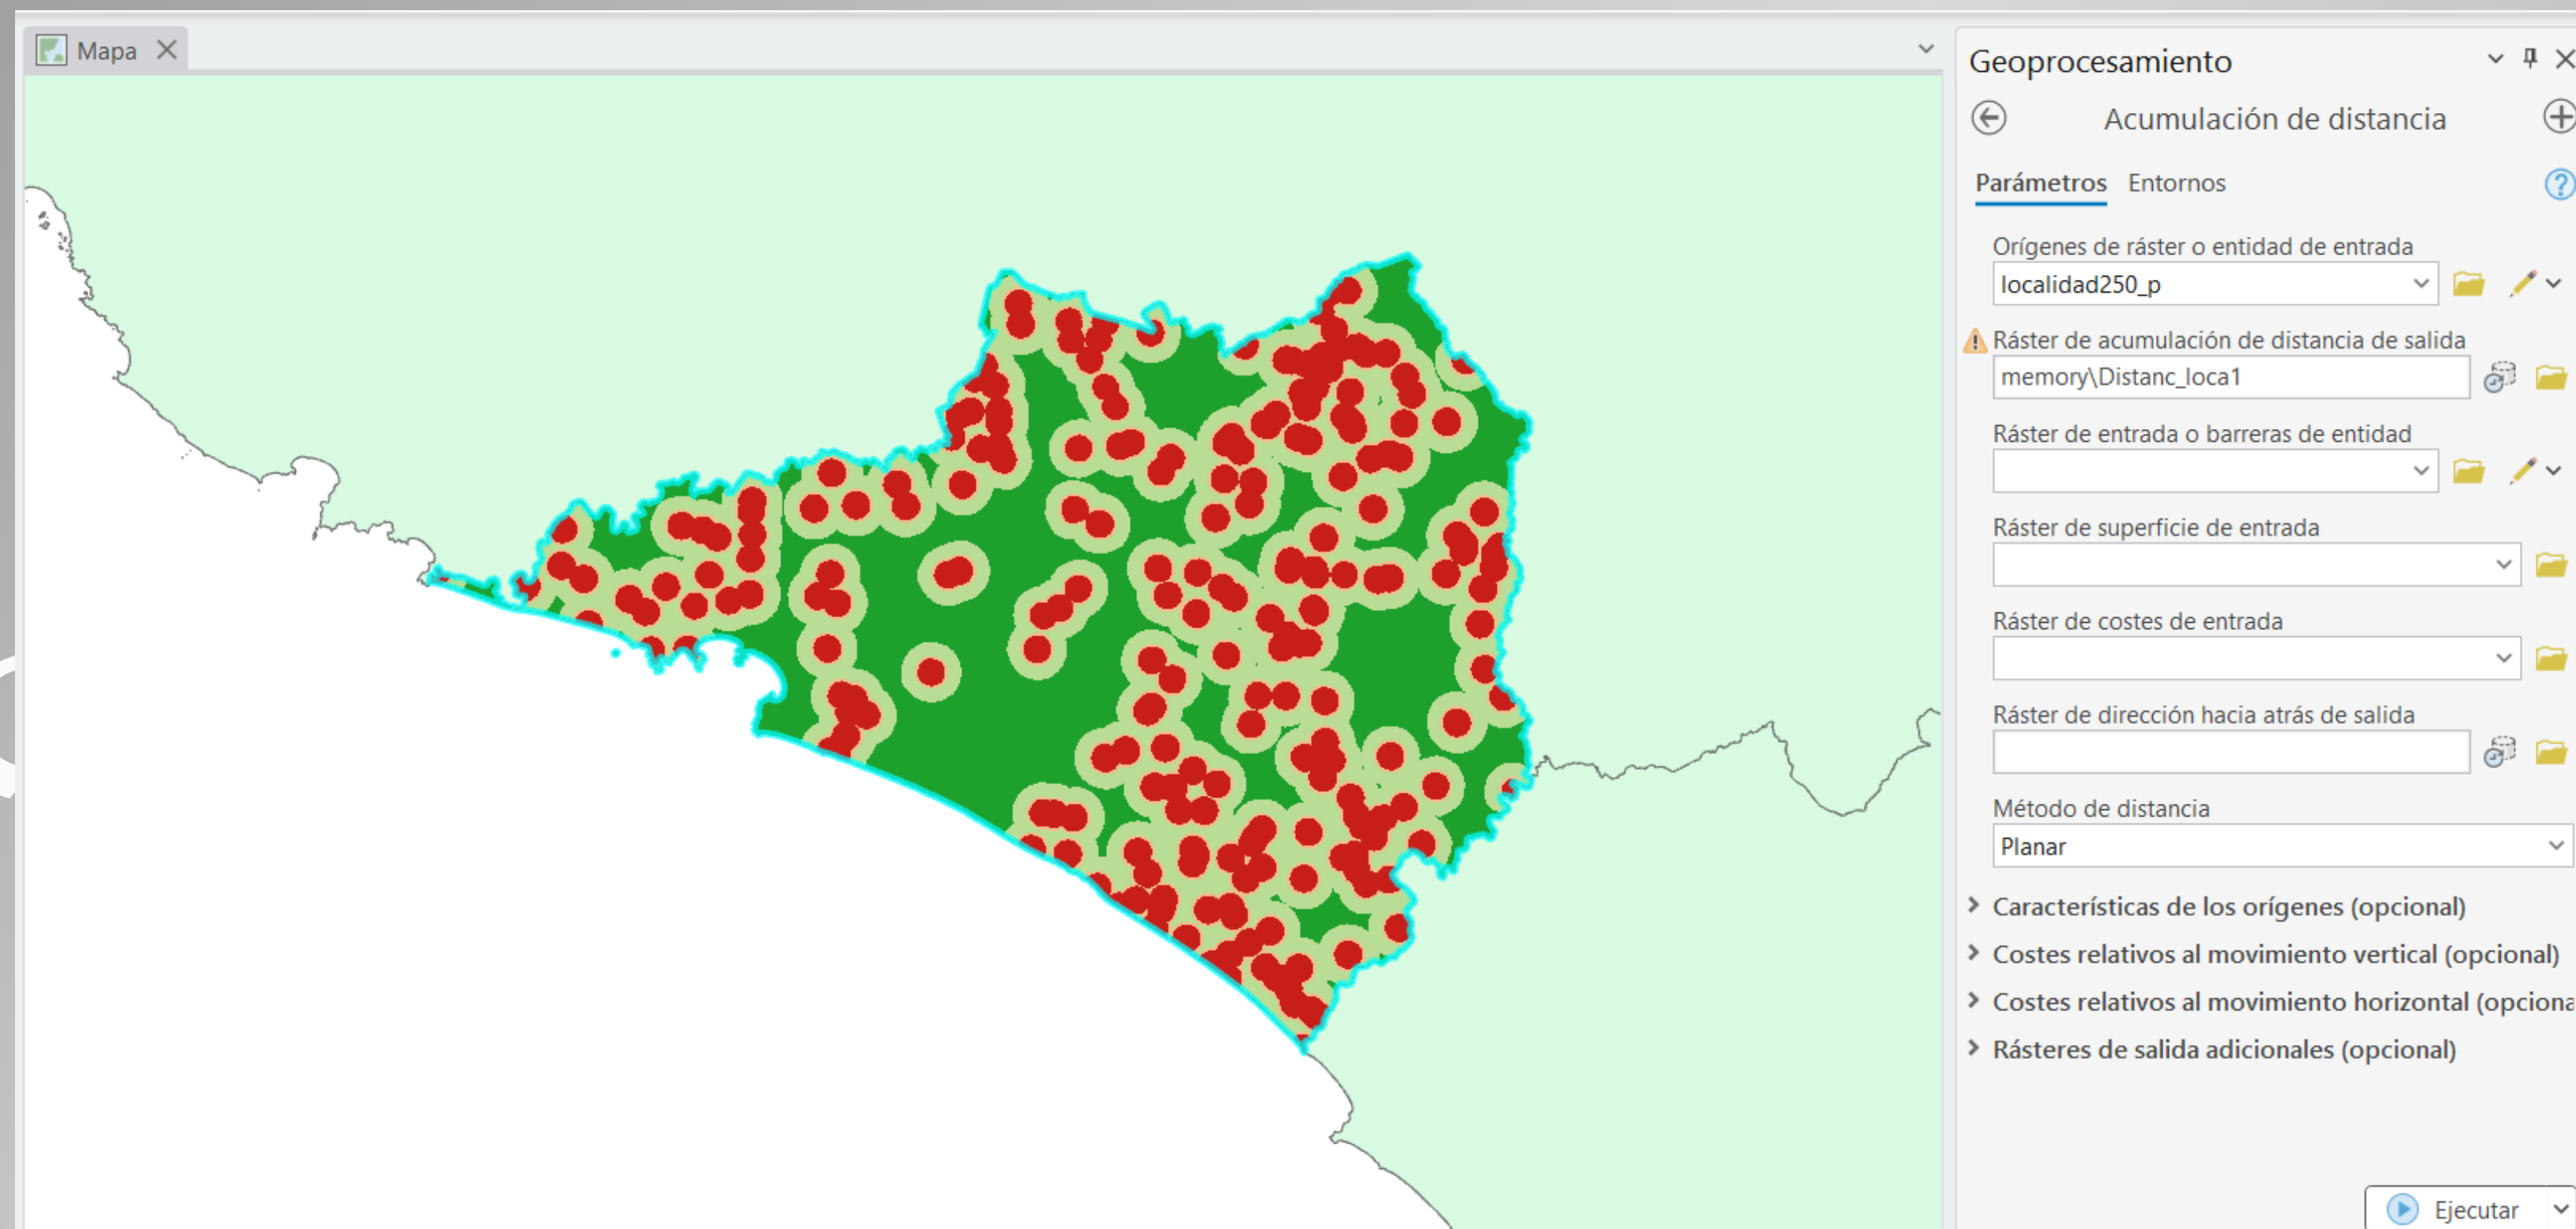 Mapa
Geoprocesamiento
Acumulación de distancia
Parámetros Entornos
Orígenes de ráster o entidad de entrada
localidad250_p
Ráster de acumulación de distancia de salida
memory\Distanc_loca1
Ráster de entrada o barreras de entidad
Ráster de superficie de entrada
Ráster de costes de entrada
Ráster de dirección hacia atrás de salida
Método de distancia
Planar
Características de los orígenes (opcional)
Costes relativos al movimiento vertical (opcional)
Costes relativos al movimiento horizontal (opciona
Rásteres de salida adicionales (opcional)
Ejecutar